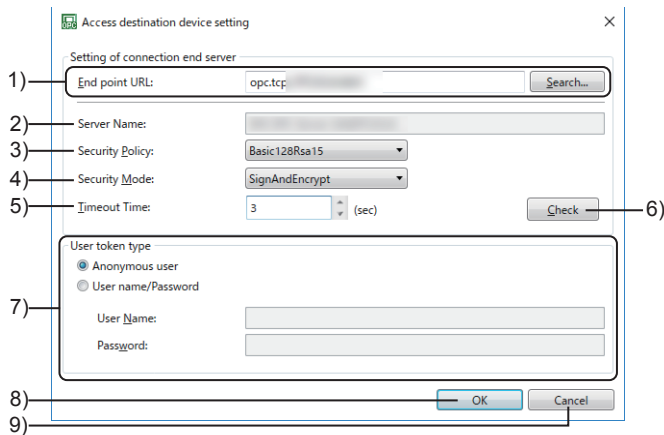 OPC Access destination device setting
Setting of connection end server
1) End point URL: opc.tcp Search...
2) Server Name:
3) Security Policy: Basic128Rsa15
4) Security Mode: SignAndEncrypt
5) Timeout Time: 3 (sec) Check 6)
User token type
Anonymous user
User name/Password
7)
User Name:
Password:
8) OK Cancel
9)